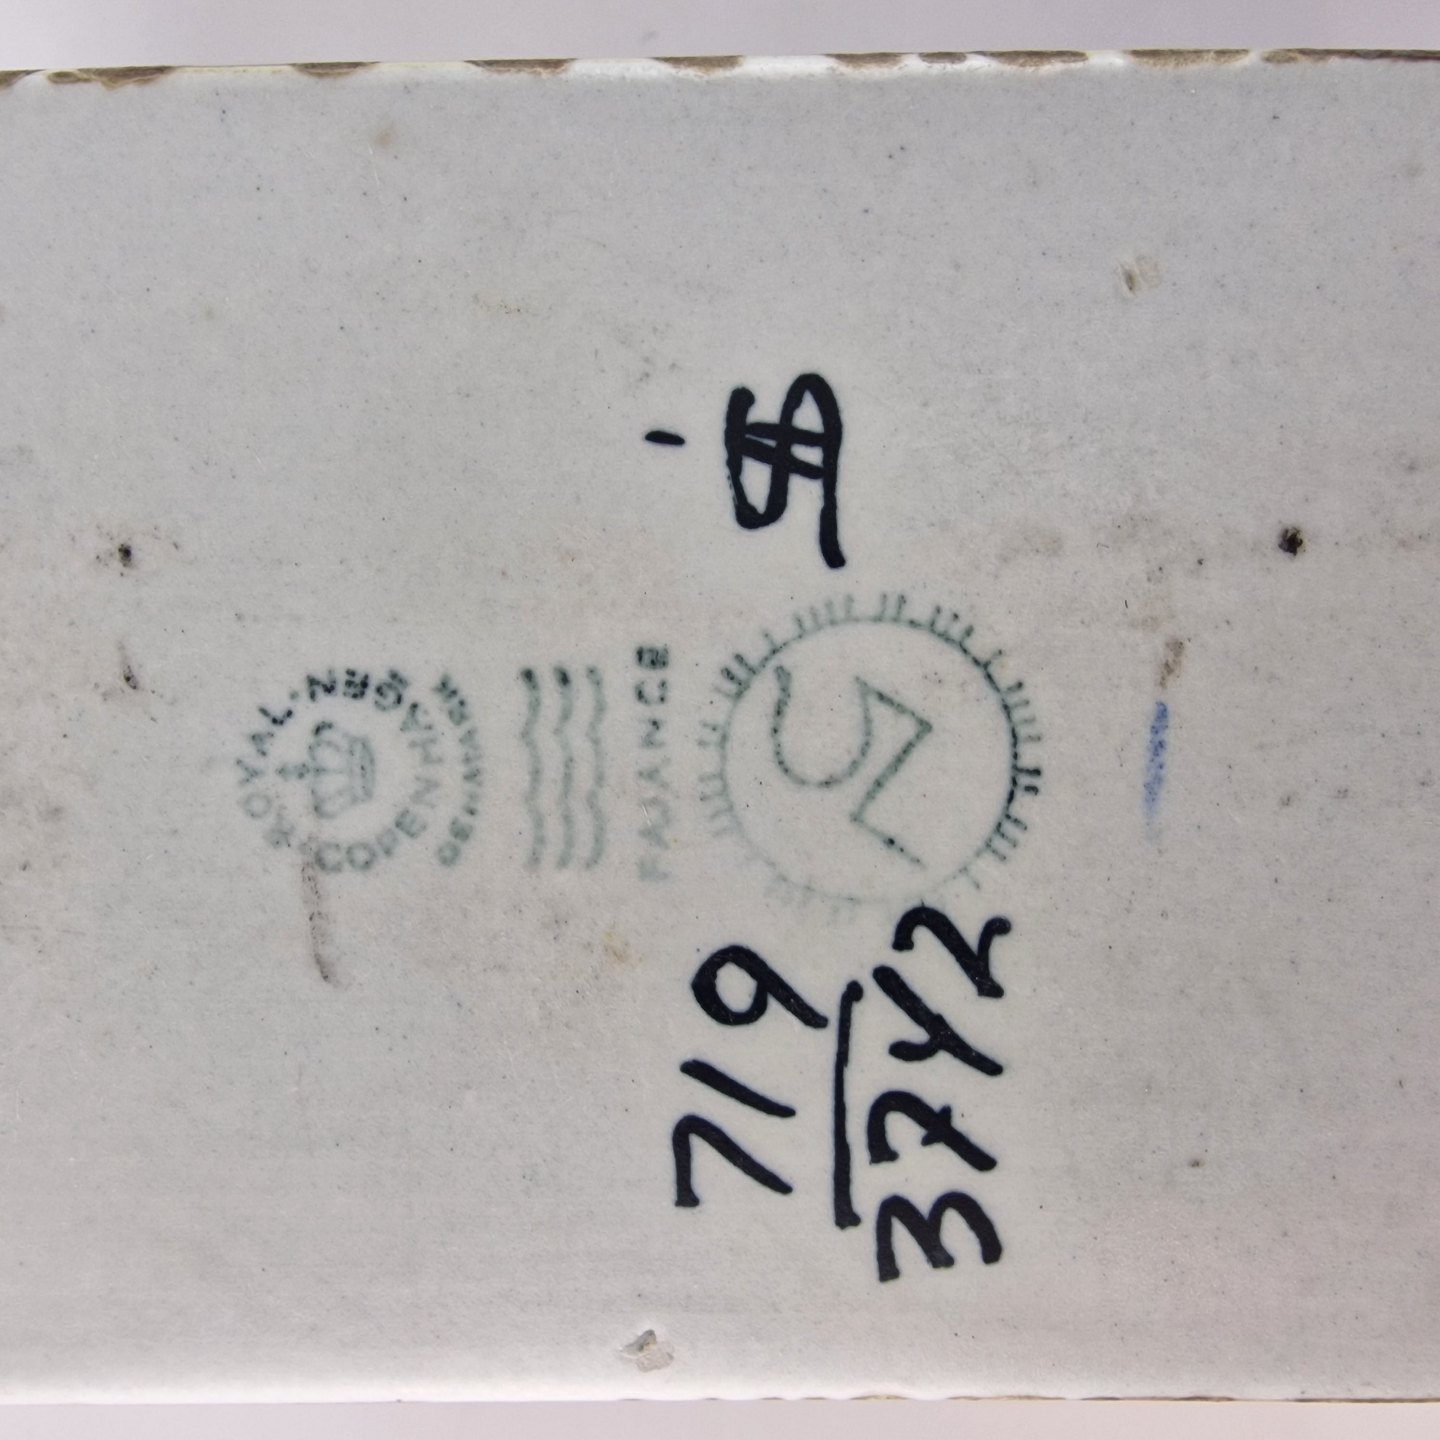 ROYAL COPENHAGEN
DENMARK
FAJANCE
719
3742